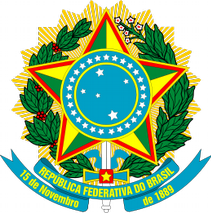 REPÚBLICA FEDERATIVA DO BRASIL
15 de Novembro
de 1889